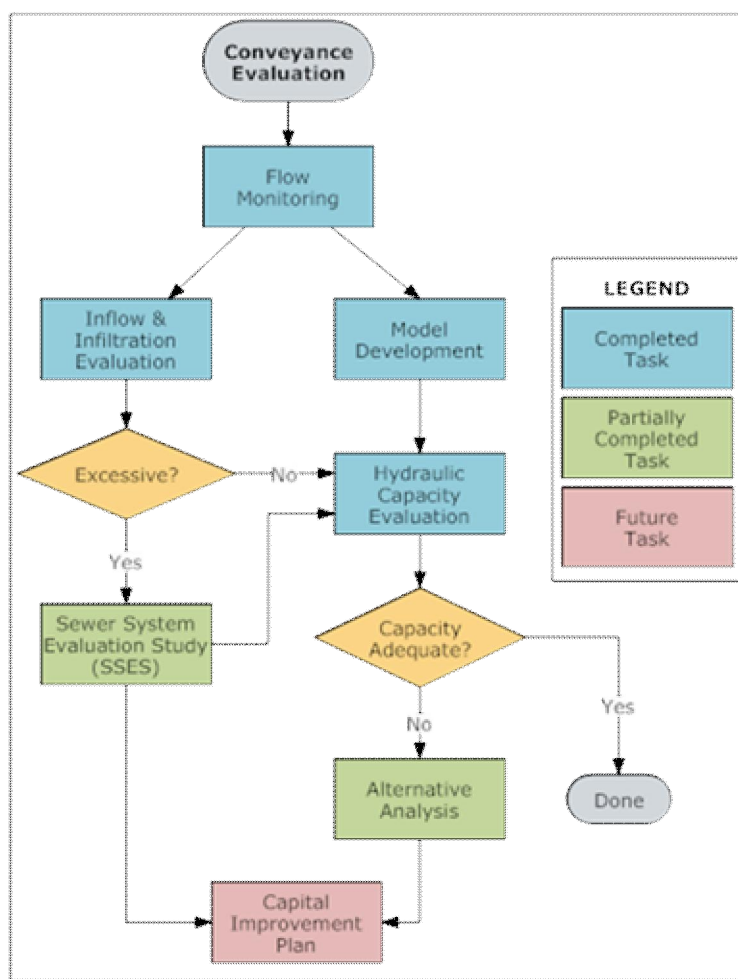 Conveyance
Evaluation
Flow
Monitoring
Inflow &
Infiltration
Evaluation
Model
Development
LEGEND
Completed
Task
Partially
Completed
Task
Future
Task
Excessive?
No
Hydraulic
Capacity
Evaluation
Yes
Sewer System
Evaluation Study
(SSES)
Capacity
Adequate?
Yes
No
Alternative
Analysis
Done
Capital
Improvement
Plan